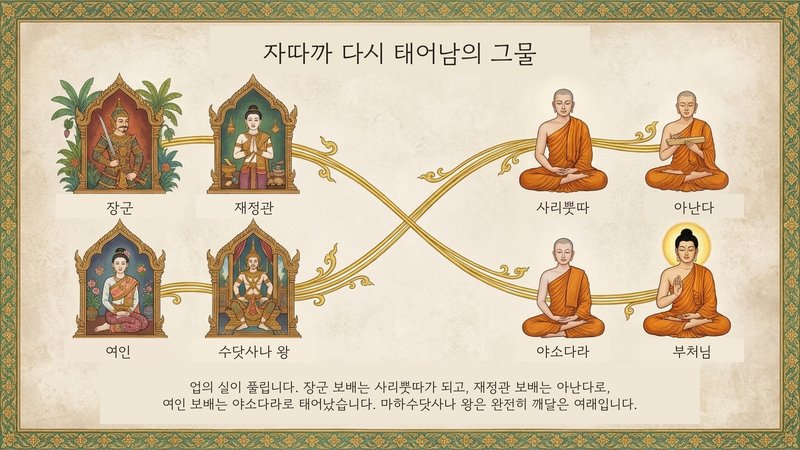 자따까 다시 태어남의 그물
장군
재정관
사리뿟따
아난다
여인
수닷사나 왕
야소다라
부처님
업의 실이 풀립니다. 장군 보배는 사리뿟따가 되고, 재정관 보배는 아난다로,
여인 보배는 야소다라로 태어났습니다. 마하수닷사나 왕은 완전히 깨달은 여래입니다.